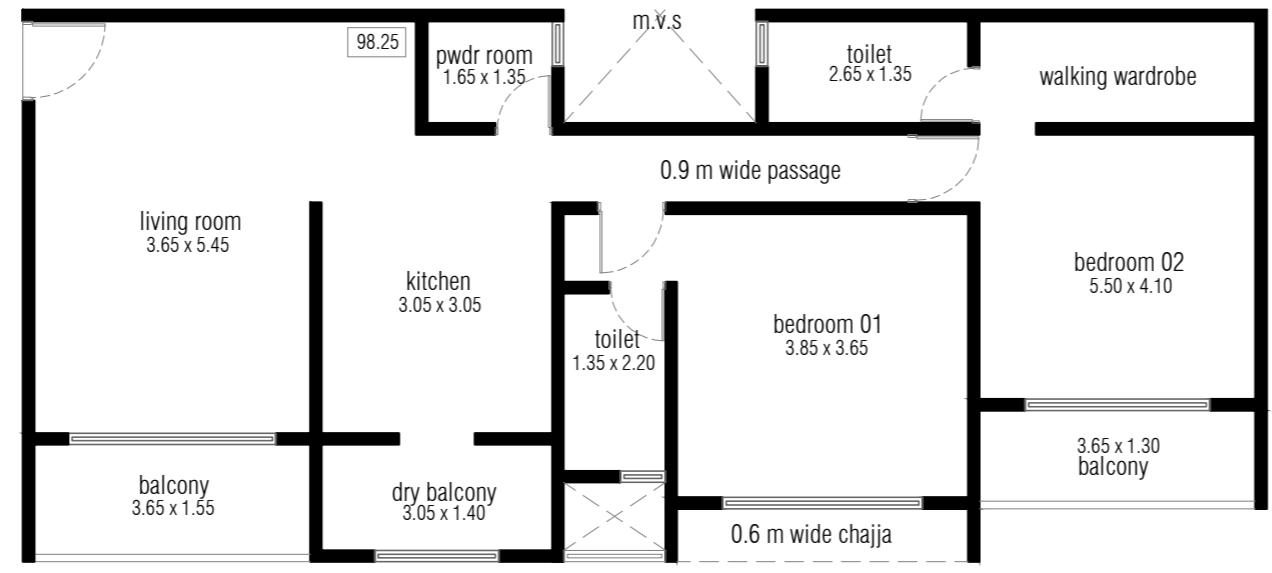 m.v.s
98.25
pwdr room
1.65 x 1.35
toilet
2.65 x 1.35
walking wardrobe
0.9 m wide passage
living room
3.65 x 5.45
kitchen
3.05 x 3.05
bedroom 02
5.50 x 4.10
toilet
1.35 x 2.20
bedroom 01
3.85 x 3.65
3.65 x 1.30
balcony
balcony
3.65 x 1.55
dry balcony
3.05 x 1.40
0.6 m wide chajja